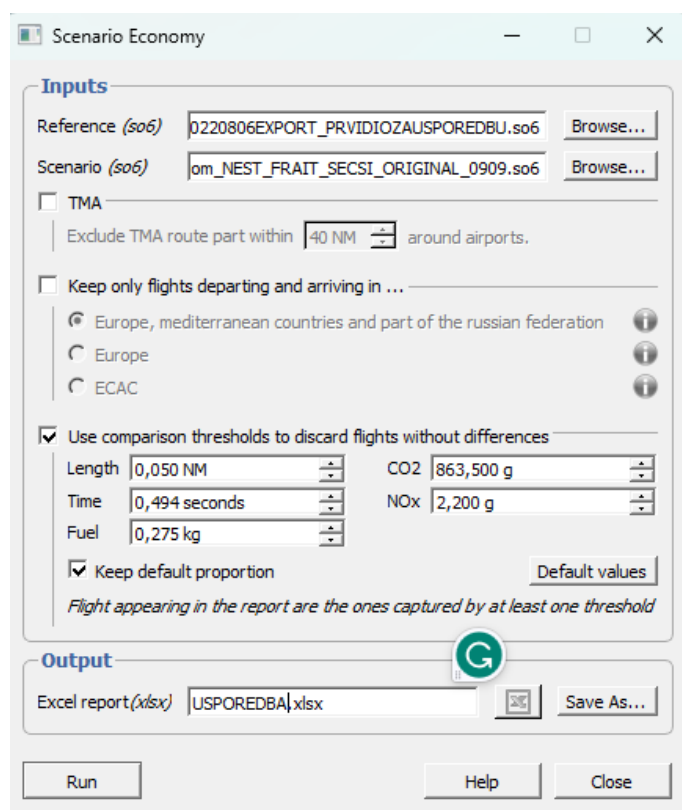 Scenario Economy
Inputs
Reference (so6) 0220806EXPORT_PRVIDIOZAUSPOREDBU.so6 Browse...
Scenario (so6) om_NEST_FRAIT_SECSI_ORIGINAL_0909.so6 Browse...
TMA
Exclude TMA route part within 40 NM around airports.
Keep only flights departing and arriving in ...
Europe, mediterranean countries and part of the russian federation
Europe
ECAC
Use comparison thresholds to discard flights without differences
Length 0,050 NM CO2 863,500 g
Time 0,494 seconds NOx 2,200 g
Fuel 0,275 kg
Keep default proportion Default values
Flight appearing in the report are the ones captured by at least one threshold
Output
Excel report(xlsx) USPOREDBA.xlsx Save As...
Run Help Close